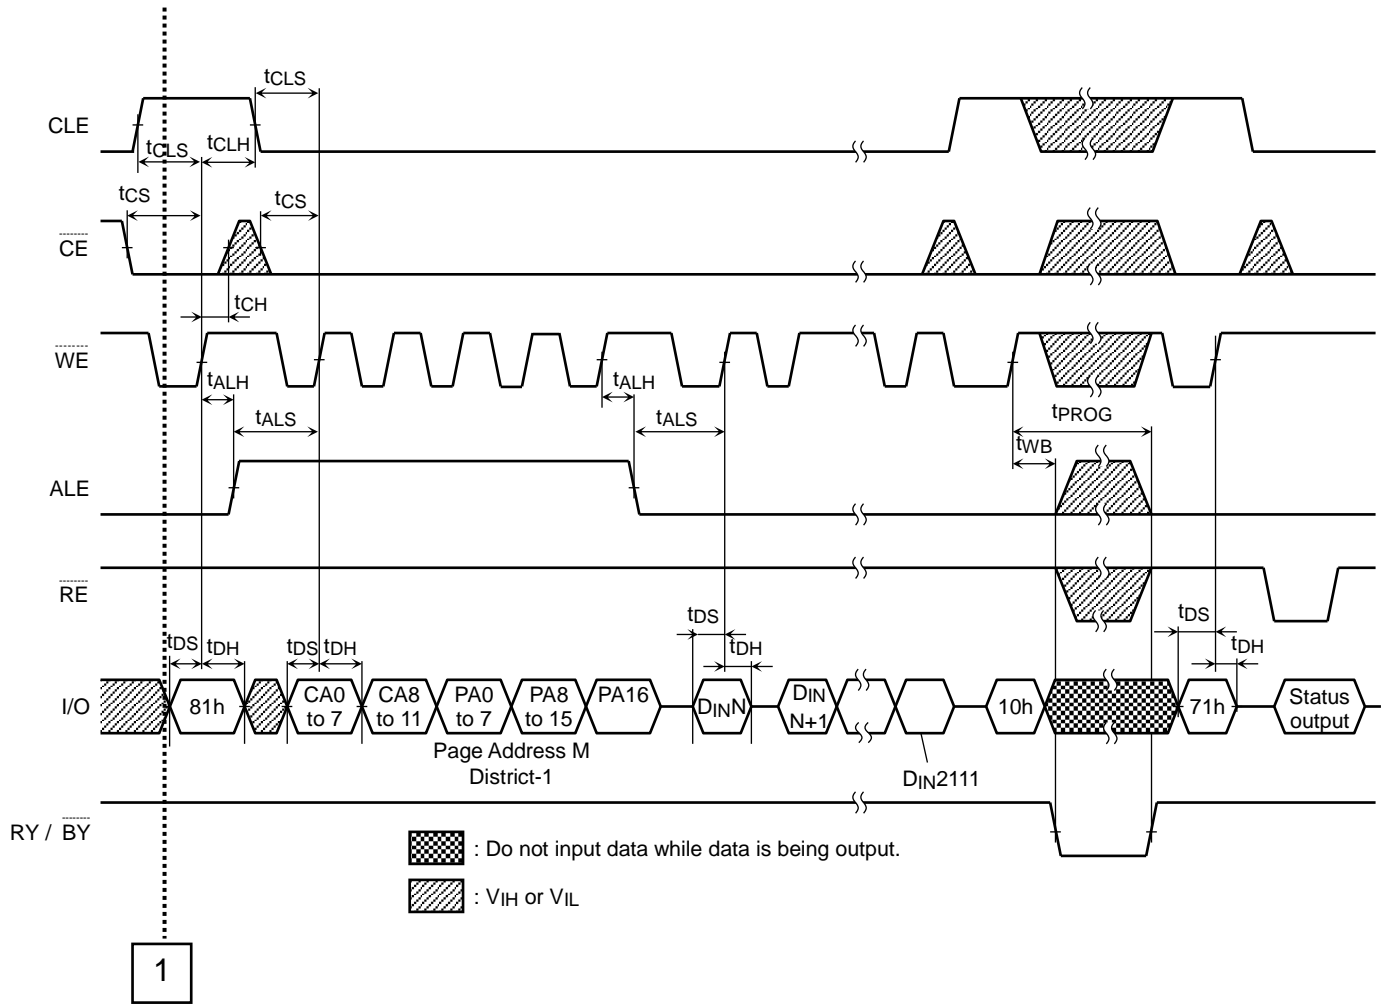 tCLS
CLE
tCLS
tCLH
tCS
tCS
CE
tCH
WE
tALH
tALH
tALS
tALS
tPROG
tWB
ALE
RE
tDS
tDH
tDS
tDH
tDS
tDH
tDS
tDH
I/O
81h
CA0
to 7
CA8
to 11
PA0
to 7
PA8
to 15
PA16
DINN
DIN
N+1
10h
71h
Status
output
Page Address M
District-1
DIN2111
RY / BY
: Do not input data while data is being output.
: VIH or VIL
1